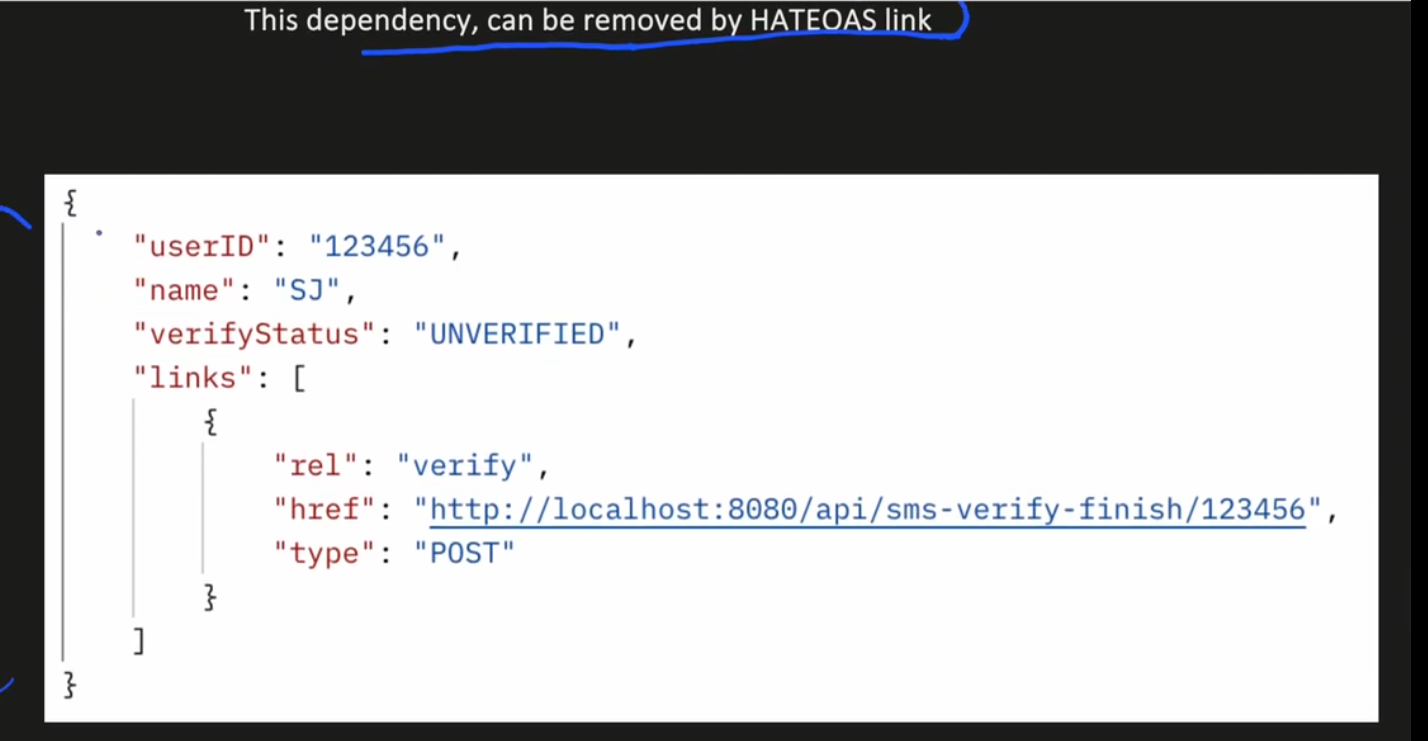 This dependency, can be removed by HATEOAS link
{
"userID": "123456",
"name": "SJ",
"verifyStatus": "UNVERIFIED",
"links": [
{
"rel": "verify",
"href": "http://localhost:8080/api/sms-verify-finish/123456",
"type": "POST"
}
]
}